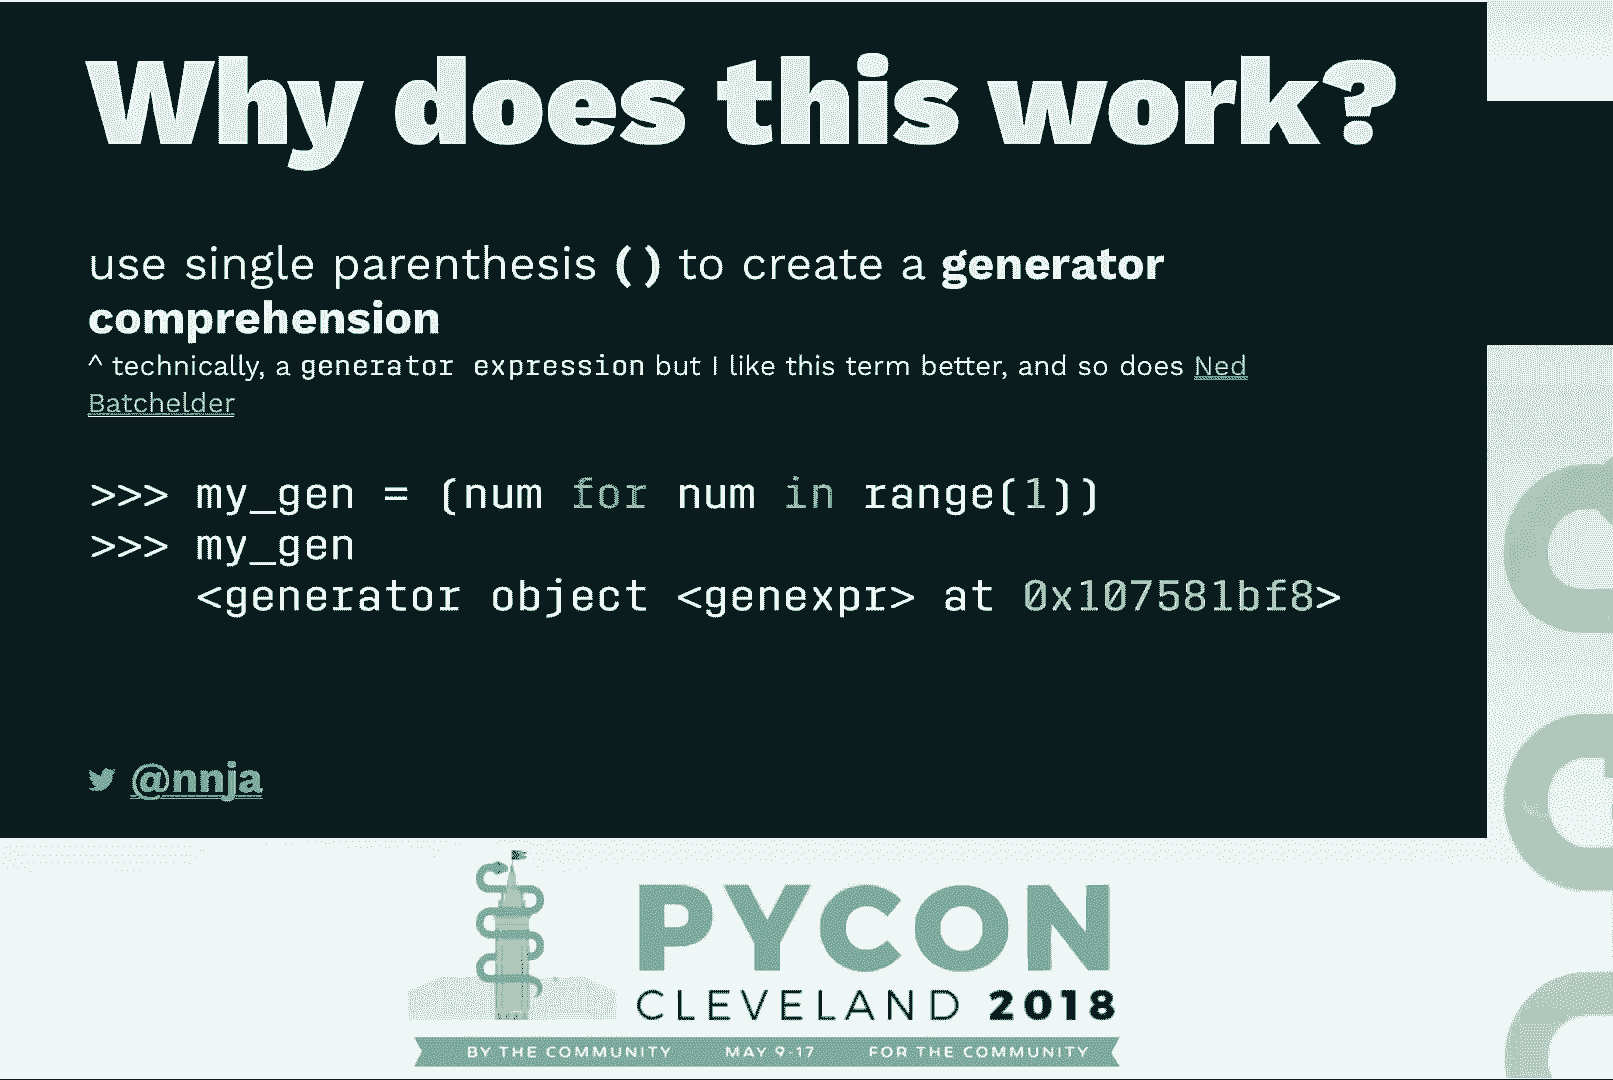 Why does this work?
use single parenthesis () to create a generator
comprehension
^ technically, a generator expression but I like this term better, and so does Ned
Batchelder
>>> my_gen = (num for num in range(1))
>>> my_gen
<generator object <genexpr> at 0x107581bf8>
@nnja
PYCON
CLEVELAND 2018
BY THE COMMUNITY MAY 9-17 FOR THE COMMUNITY